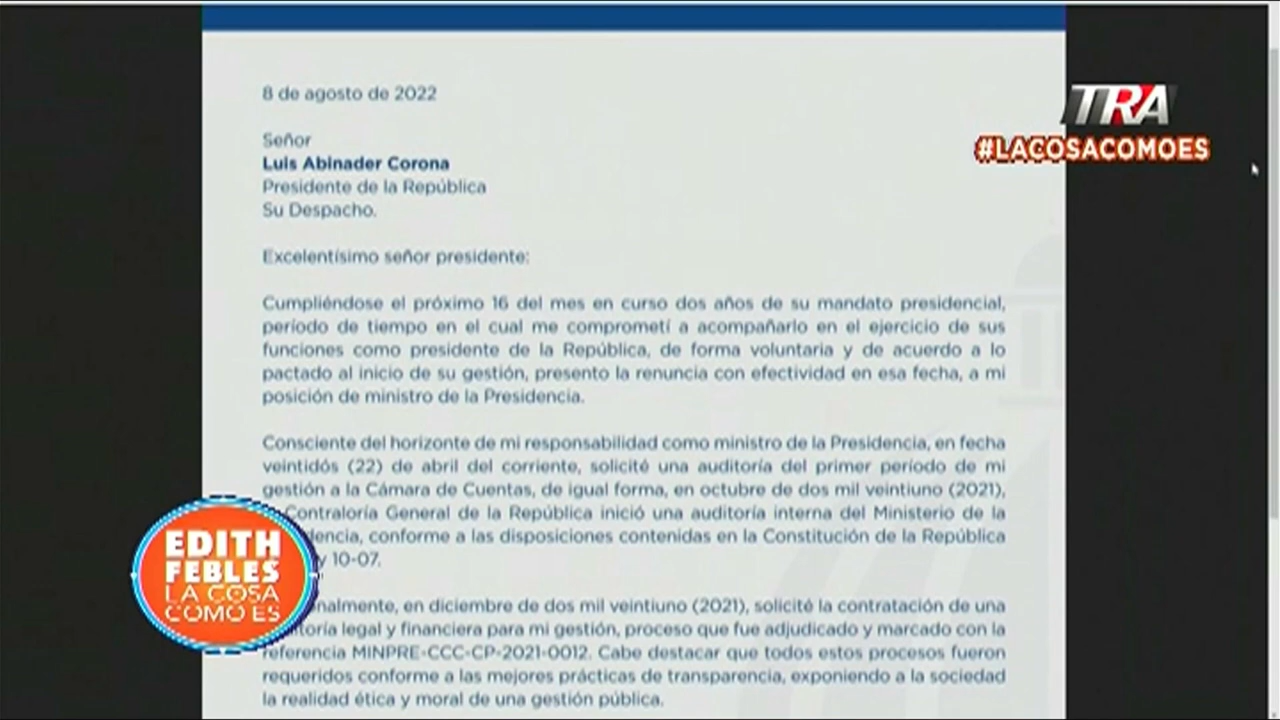 8 de agosto de 2022
Señor
Luis Abinader Corona
Presidente de la República
Su Despacho.
Excelentísimo señor presidente:
Cumpliéndose el próximo 16 del mes en curso dos años de su mandato presidencial,
período de tiempo en el cual me comprometí a acompañarlo en el ejercicio de sus
funciones como presidente de la República, de forma voluntaria y de acuerdo a lo
pactado al inicio de su gestión, presento la renuncia con efectividad en esa fecha, a mi
posición de ministro de la Presidencia.
Consciente del horizonte de mi responsabilidad como ministro de la Presidencia, en fecha
veintidós (22) de abril del corriente, solicité una auditoría del primer período de mi
gestión a la Cámara de Cuentas, de igual forma, en octubre de dos mil veintiuno (2021),
Contraloría General de la República inició una auditoría interna del Ministerio de la
dencia, conforme a las disposiciones contenidas en la Constitución de la República
y 10-07.
nalmente, en diciembre de dos mil veintiuno (2021), solicité la contratación de una
toría legal y financiera para mi gestión, proceso que fue adjudicado y marcado con la
referencia MINPRE-CCC-CP-2021-0012. Cabe destacar que todos estos procesos fueron
requeridos conforme a las mejores prácticas de transparencia, exponiendo a la sociedad
la realidad ética y moral de una gestión pública.
TRA
#LACOSACOMOES
EDITH
FEBLES
LA COSA
COMO ES